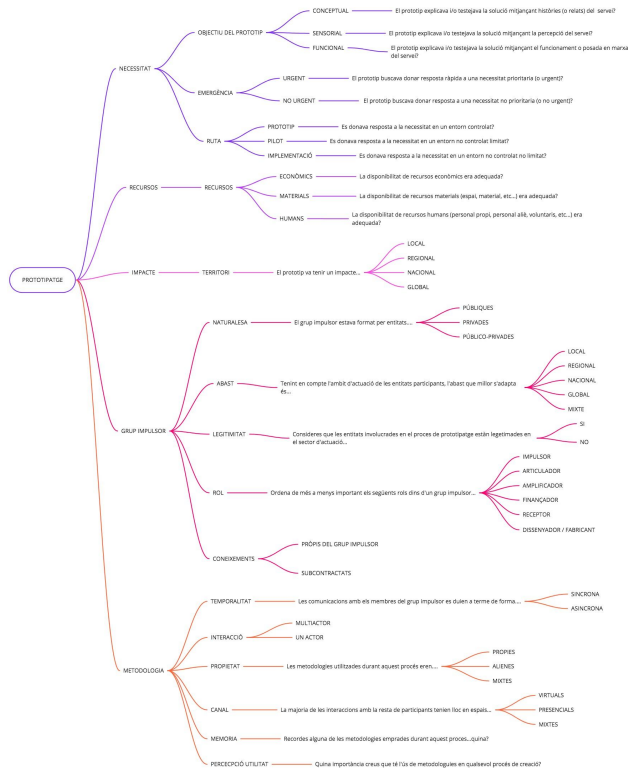 PROTOTIPATGE
NECESSITAT
OBJECTIU DEL PROTOTIP
CONCEPTUAL
El prototip explicava i/o testejava la solució mitjançant històries (o relats) del servei?
SENSORIAL
El prototip explicava i/o testejava la solució mitjançant la percepció del servei?
FUNCIONAL
El prototip explicava i/o testejava la solució mitjançant el funcionament o posada en marxa
del servei?
EMERGÈNCIA
URGENT
El prototip buscava donar resposta ràpida a una necessitat prioritaria (o urgent)?
NO URGENT
El prototip buscava donar resposta a una necessitat no prioritaria (o no urgent)?
RUTA
PROTOTIP
Es donava resposta a la necessitat en un entorn controlat?
PILOT
Es donava resposta a la necessitat en un entorn no controlat limitat?
IMPLEMENTACIÓ
Es donava resposta a la necessitat en un entorn no controlat no limitat?
RECURSOS
RECURSOS
ECONÒMICS
La disponibilitat de recursos econòmics era adequada?
MATERIALS
La disponibilitat de recursos materials (espai, material, etc...) era adequada?
HUMANS
La disponibilitat de recursos humans (personal propi, personal aliè, voluntaris, etc...) era
adequada?
IMPACTE
TERRITORI
El prototip va tenir un impacte...
LOCAL
REGIONAL
NACIONAL
GLOBAL
GRUP IMPULSOR
NATURALESA
El grup impulsor estava format per entitats....
PÚBLIQUES
PRIVADES
PÚBLICO-PRIVADES
ABAST
Tenint en compte l'ambit d'actuació de les entitats participants, l'abast que millor s'adapta
és...
LOCAL
REGIONAL
NACIONAL
GLOBAL
MIXTE
LEGITIMITAT
Consideres que les entitats involucrades en el proces de prototipatge están legetimades en
el sector d'actuació...
SI
NO
ROL
Ordena de més a menys important els següents rols dins d'un grup impulsor...
IMPULSOR
ARTICULADOR
AMPLIFICADOR
FINANÇADOR
RECEPTOR
DISSENYADOR / FABRICANT
CONEIXEMENTS
PRÒPIS DEL GRUP IMPULSOR
SUBCONTRACTATS
METODOLOGIA
TEMPORALITAT
Les comunicacions amb els membres del grup impulsor es duien a terme de forma....
SINCRONA
ASINCRONA
INTERACCIÓ
MULTIACTOR
UN ACTOR
PROPIETAT
Les metodologies utilitzades durant aquest procés eren....
PROPIES
ALIENES
MIXTES
CANAL
La majoria de les interaccions amb la resta de participants tenien lloc en espais...
VIRTUALS
PRESENCIALS
MIXTES
MEMORIA
Recordes alguna de les metodologies emprades durant aquest proces...quina?
PERCECPCIÓ UTILITAT
Quina importància creus que té l'ús de metodologuies en qualsevol procés de creació?